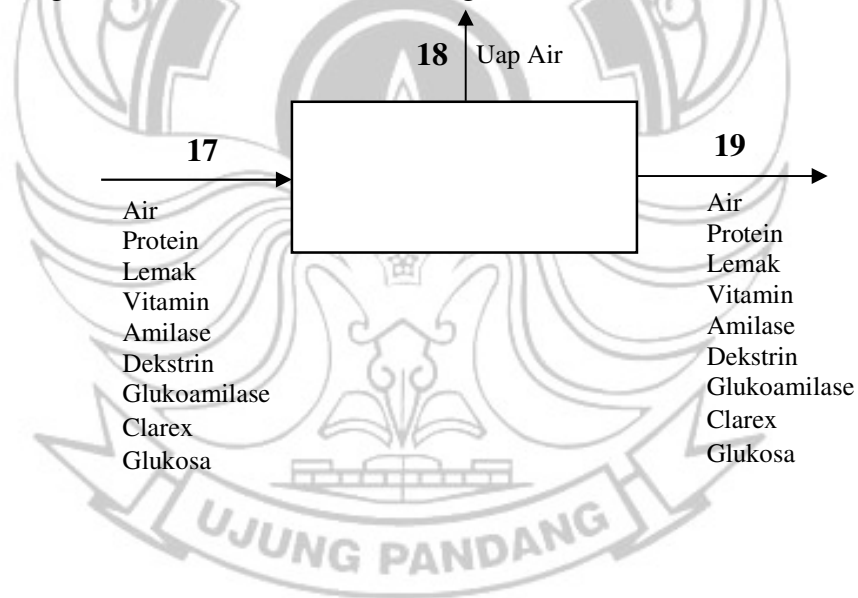 18 Uap Air
17
19
Air
Protein
Lemak
Vitamin
Amilase
Dekstrin
Glukoamilase
Clarex
Glukosa
Air
Protein
Lemak
Vitamin
Amilase
Dekstrin
Glukoamilase
Clarex
Glukosa
UJUNG PANDANG